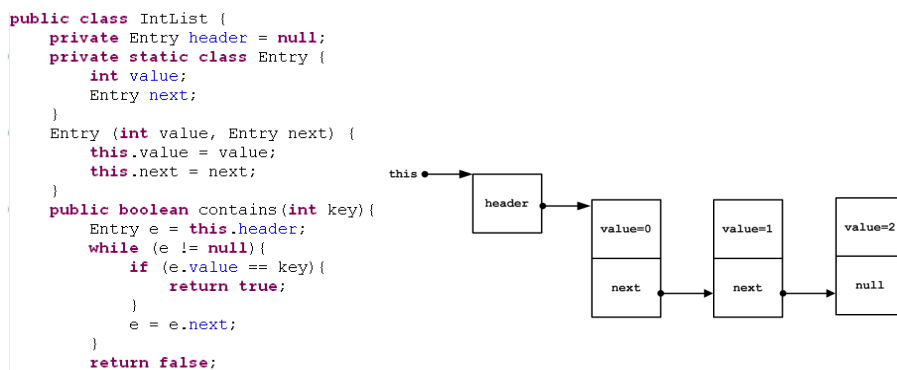 public class IntList {
    private Entry header = null;
    private static class Entry {
        int value;
        Entry next;
    }
    Entry (int value, Entry next) {
        this.value = value;
        this.next = next;
    }
    public boolean contains(int key){
        Entry e = this.header;
        while (e != null){
            if (e.value == key){
                return true;
            }
            e = e.next;
        }
        return false;
this
header
value=0
next
value=1
next
value=2
null